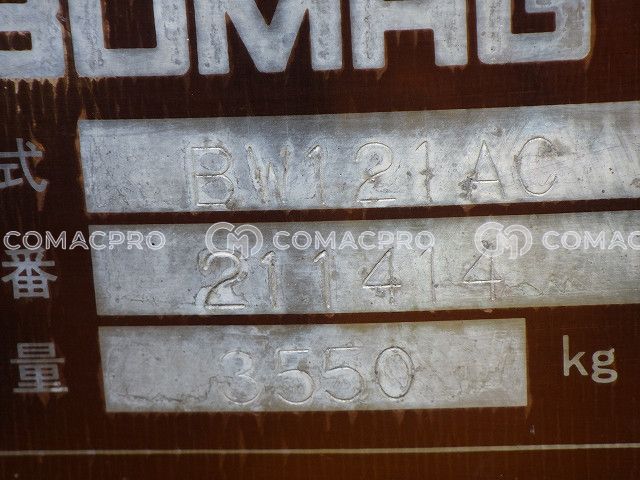 BOMAG
式 BW121AC
番 211414
量 3550 kg
COMACPRO COMACPRO COMACPRO